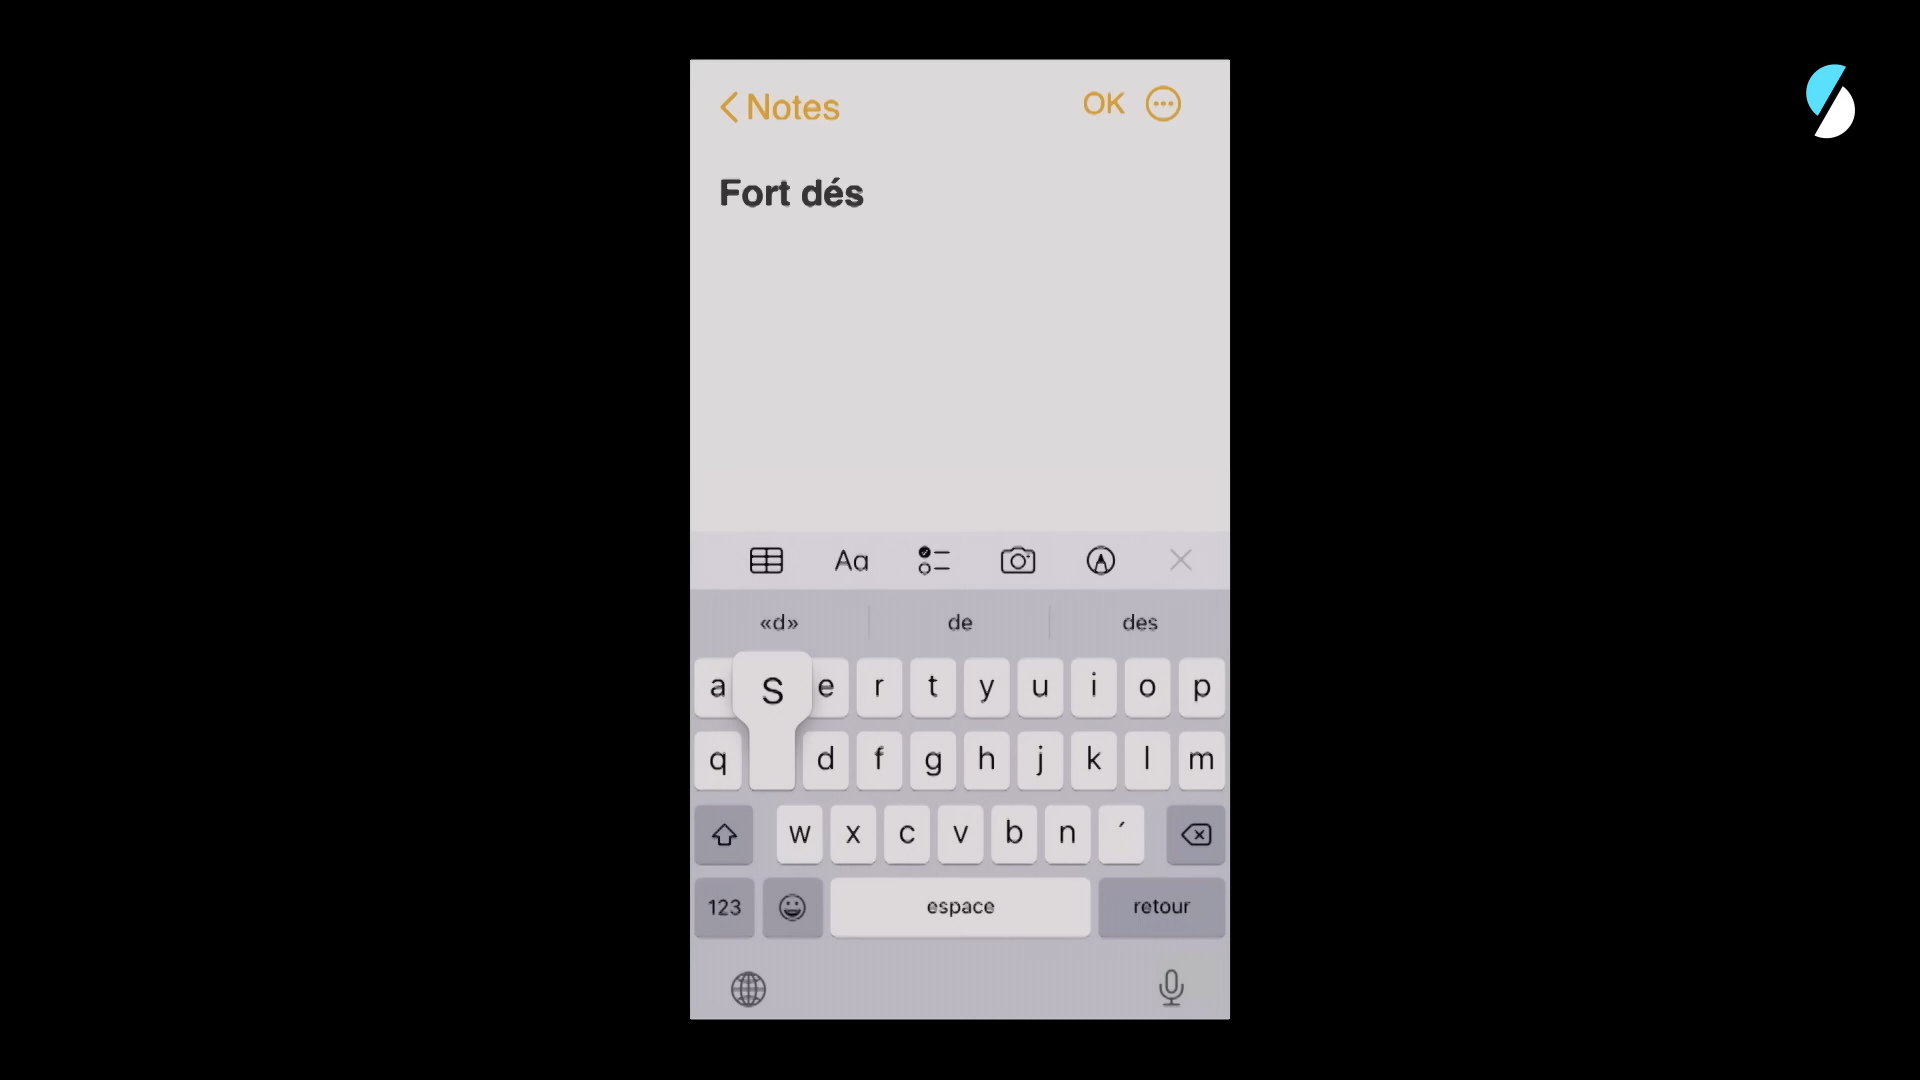 Notes OK
Fort dés
Aa
«d» de des
a s e r t y u i o p
q d f g h j k l m
w x c v b n ´
123 espace retour